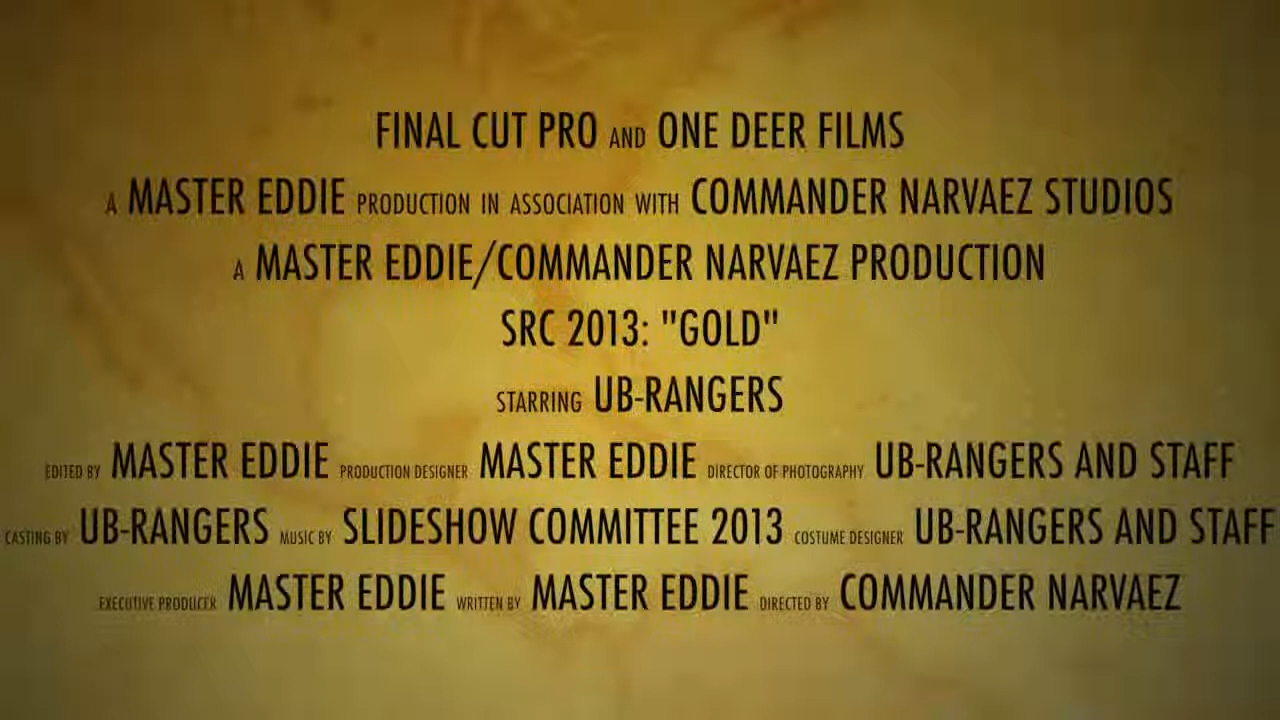 FINAL CUT PRO AND ONE DEER FILMS
A MASTER EDDIE PRODUCTION IN ASSOCIATION WITH COMMANDER NARVAEZ STUDIOS
A MASTER EDDIE/COMMANDER NARVAEZ PRODUCTION
SRC 2013: "GOLD"
STARRING UB-RANGERS
EDITED BY MASTER EDDIE PRODUCTION DESIGNER MASTER EDDIE DIRECTOR OF PHOTOGRAPHY UB-RANGERS AND STAFF
CASTING BY UB-RANGERS MUSIC BY SLIDESHOW COMMITTEE 2013 COSTUME DESIGNER UB-RANGERS AND STAFF
EXECUTIVE PRODUCER MASTER EDDIE WRITTEN BY MASTER EDDIE DIRECTED BY COMMANDER NARVAEZ